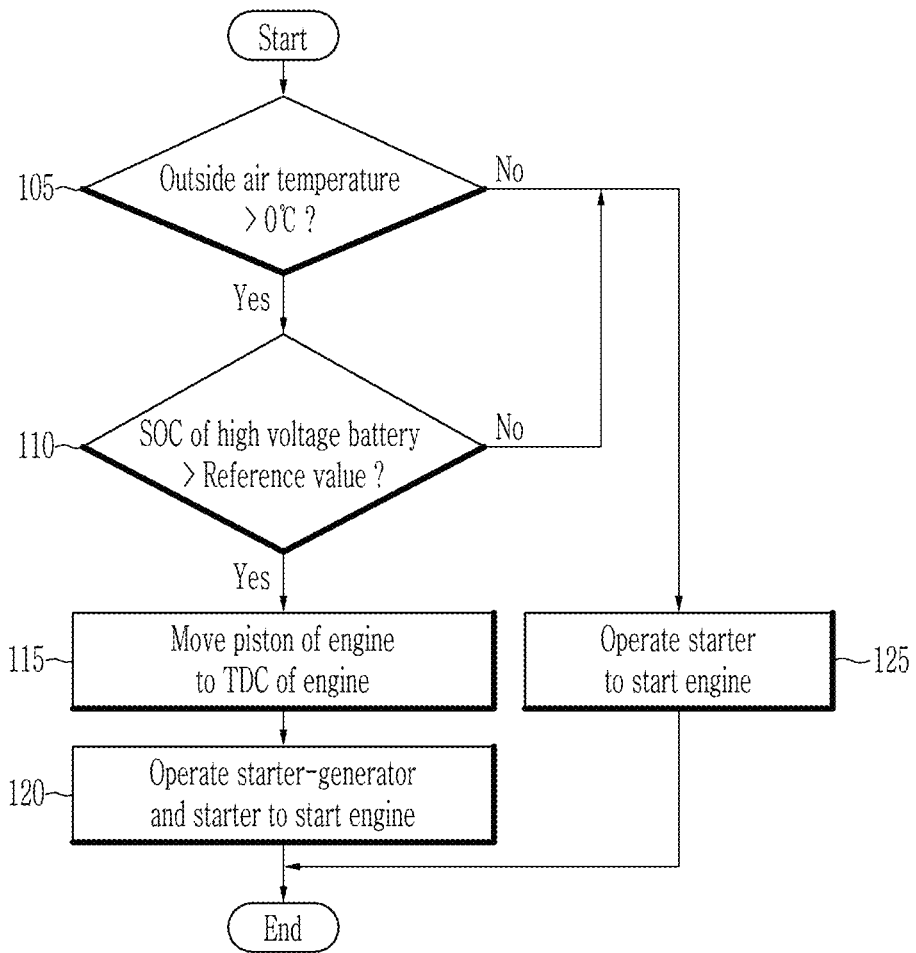 Start
105
Outside air temperature
> 0℃ ?
No
Yes
110
SOC of high voltage battery
> Reference value ?
No
Yes
115
Move piston of engine
to TDC of engine
Operate starter
to start engine
125
120
Operate starter-generator
and starter to start engine
End